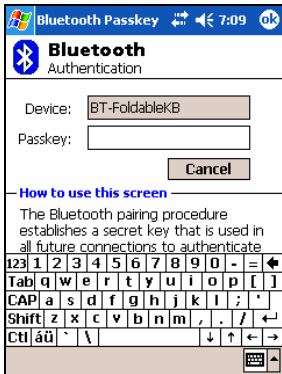 Bluetooth Passkey 7:09 ok
Bluetooth
Authentication
Device: BT-FoldableKB
Passkey:
Cancel
How to use this screen
The Bluetooth pairing procedure
establishes a secret key that is used in
all future connections to authenticate
123 1 2 3 4 5 6 7 8 9 0 - =
Tab q w e r t y u i o p [ ]
CAP a s d f g h j k l ; '
Shift z x c v b n m , . /
Ctl áü ` \